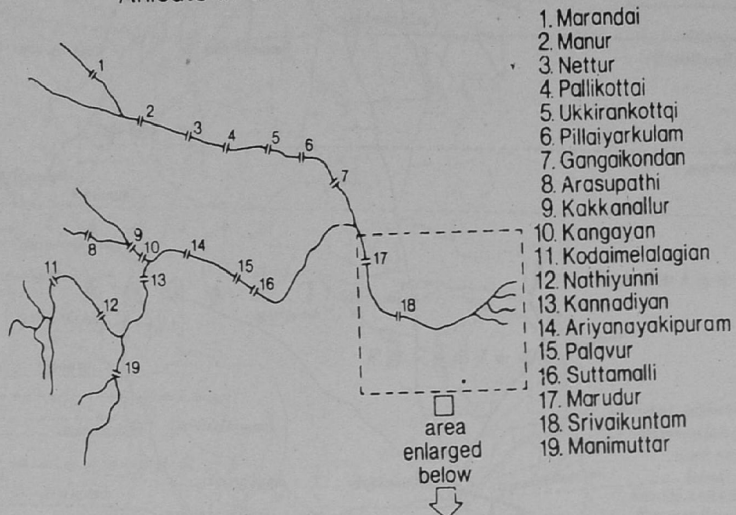 1. Marandai
2. Manur
3. Nettur
4. Pallikottai
5. Ukkirankottai
6. Pillaiyarkulam
7. Gangaikondan
8. Arasupathi
9. Kakkanallur
10. Kangayan
11. Kodaimelalagian
12. Nathiyunni
13. Kannadiyan
14. Ariyanayakipuram
15. Palavur
16. Suttamalli
17. Marudur
18. Srivaikuntam
19. Manimuttar
1
2
3
4
5
6
7
8
9
10
11
12
13
14
15
16
17
18
19
area
enlarged
below